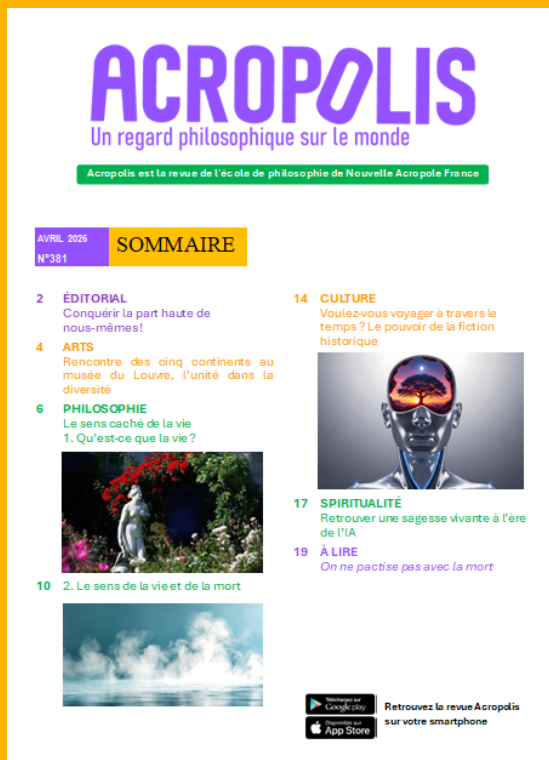 ACROPOLIS
Un regard philosophique sur le monde
Acropolis est la revue de l'école de philosophie de Nouvelle Acropole France
AVRIL 2026
N°381
SOMMAIRE
2 ÉDITORIAL
Conquérir la part haute de
nous-mêmes !
4 ARTS
Rencontre des cinq continents au
musée du Louvre, l'unité dans la
diversité
6 PHILOSOPHIE
Le sens caché de la vie
1. Qu'est-ce que la vie ?
10 2. Le sens de la vie et de la mort
14 CULTURE
Voulez-vous voyager à travers le
temps ? Le pouvoir de la fiction
historique
17 SPIRITUALITÉ
Retrouver une sagesse vivante à l'ère
de l'IA
19 À LIRE
On ne pactise pas avec la mort
Téléchargez sur
Google play
Disponible sur
App Store
Retrouvez la revue Acropolis
sur votre smartphone